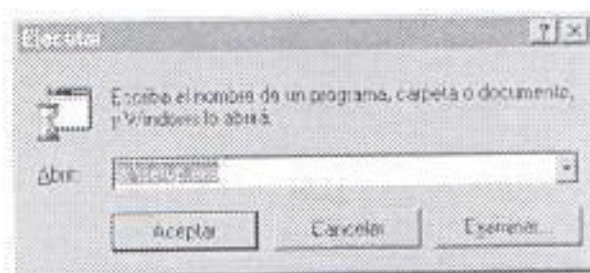 Ejecutar
? ×
Escriba el nombre de un programa, carpeta o documento,
y Windows lo abrirá.
Abrir:
Aceptar Cancelar Examinar...